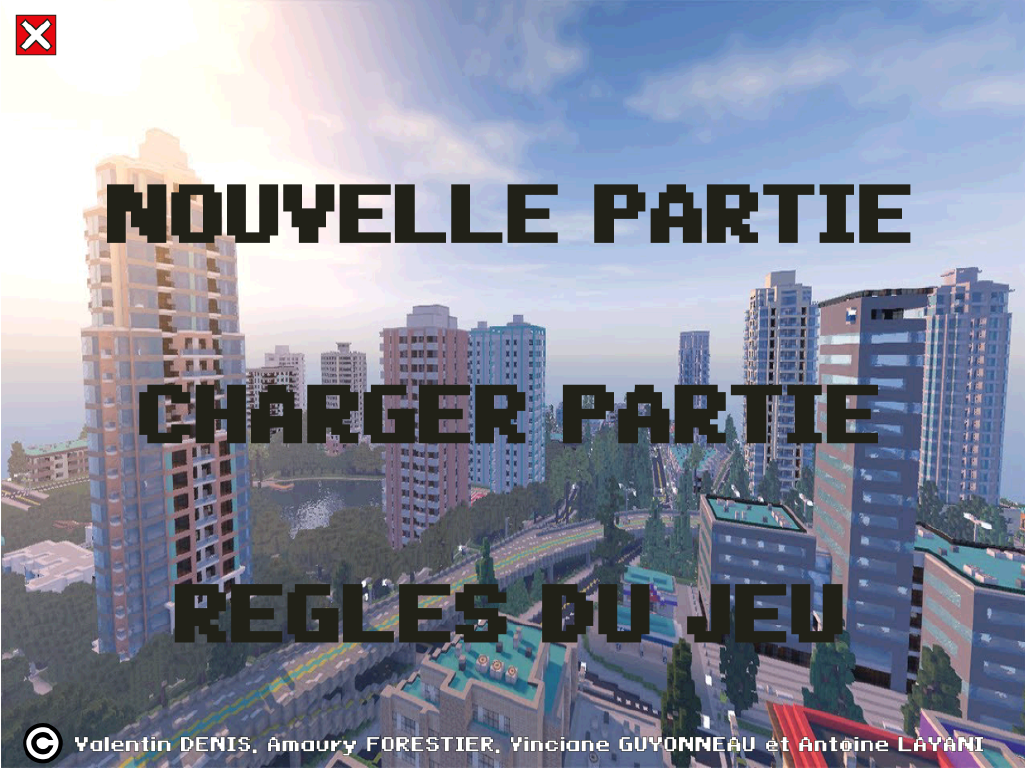 NOUVELLE PARTIE
CHARGER PARTIE
REGLES DU JEU
© Valentin DENIS, Amaury FORESTIER, Vinciane GUYONNEAU et Antoine LAYANI